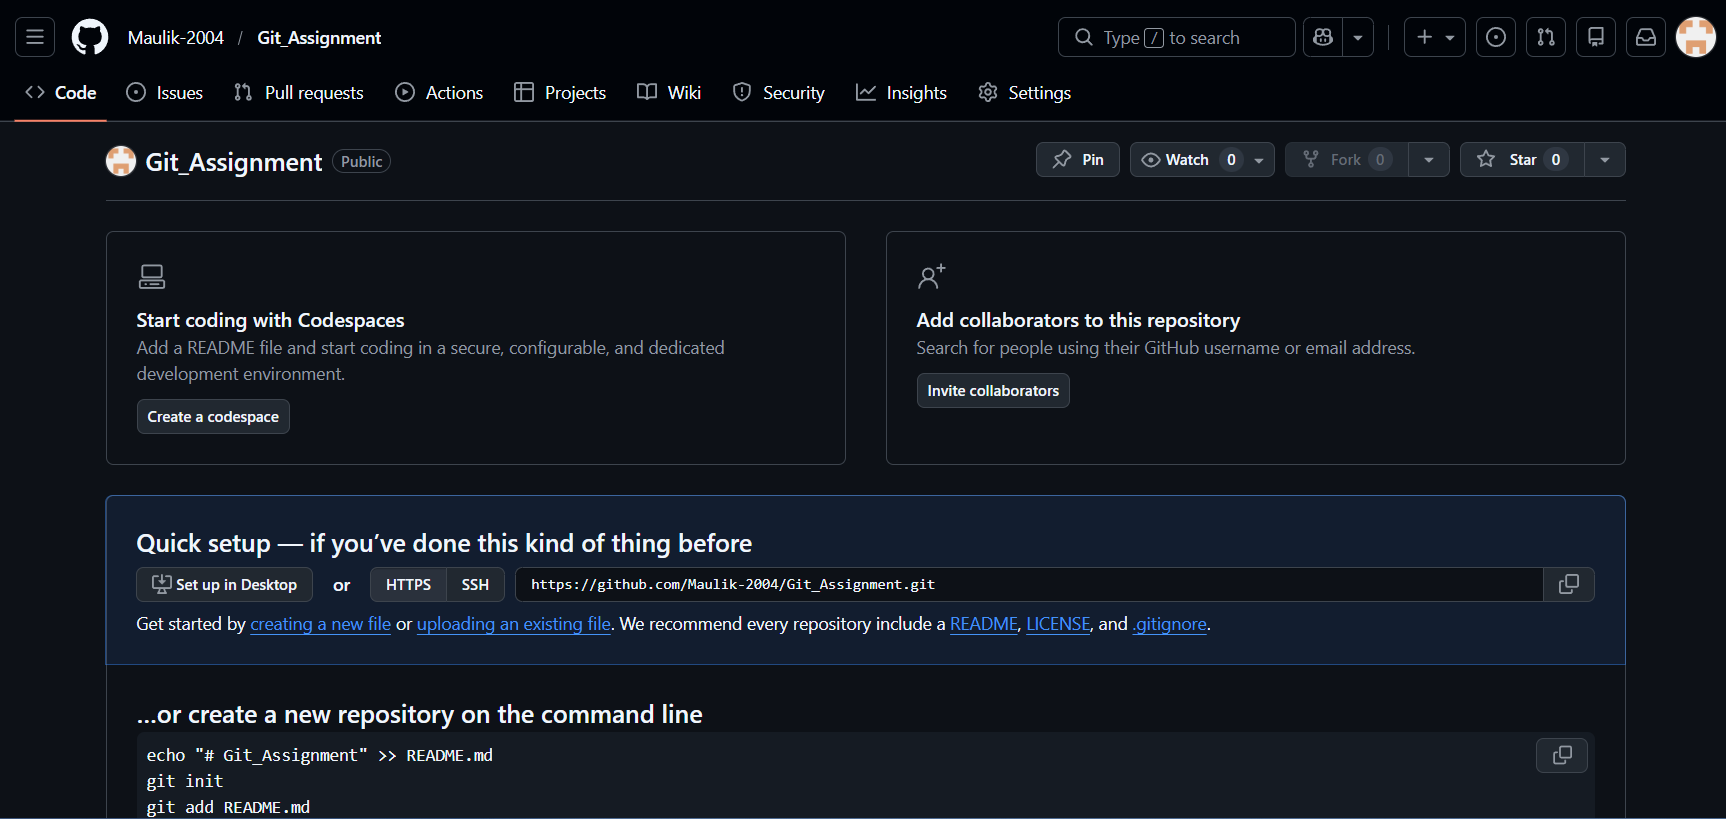 Maulik-2004 / Git_Assignment
Type / to search
Code Issues Pull requests Actions Projects Wiki Security Insights Settings
Git_Assignment Public
Pin Watch 0 Fork 0 Star 0
Start coding with Codespaces
Add a README file and start coding in a secure, configurable, and dedicated
development environment.
Create a codespace
Add collaborators to this repository
Search for people using their GitHub username or email address.
Invite collaborators
Quick setup — if you’ve done this kind of thing before
Set up in Desktop or HTTPS SSH https://github.com/Maulik-2004/Git_Assignment.git
Get started by creating a new file or uploading an existing file. We recommend every repository include a README, LICENSE, and .gitignore.
…or create a new repository on the command line
echo "# Git_Assignment" >> README.md
git init
git add README.md